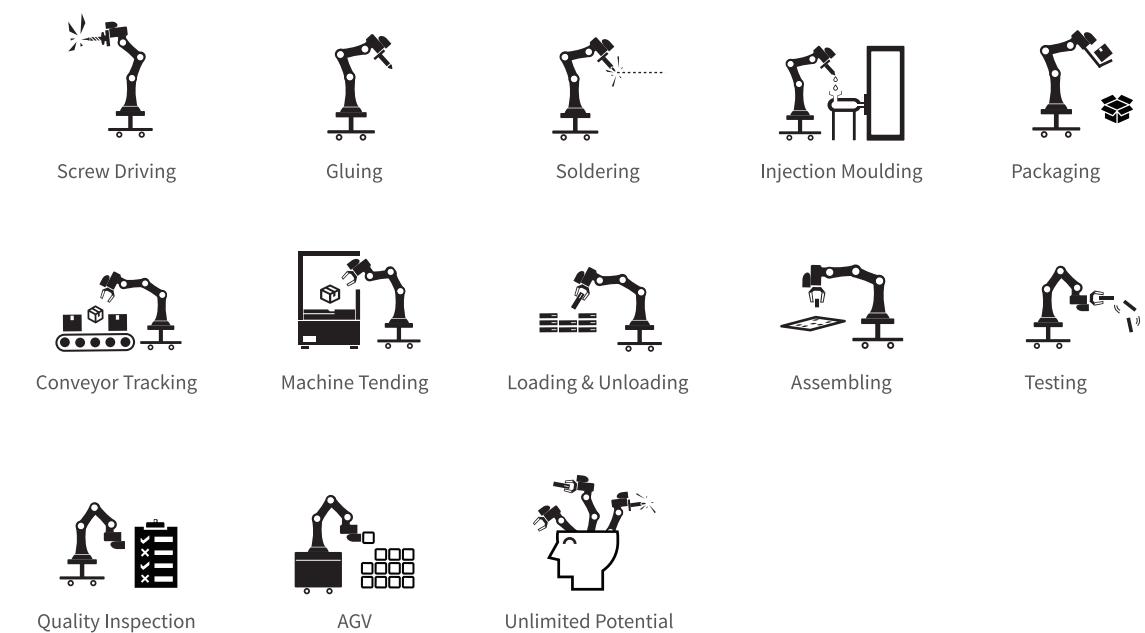 Screw Driving
Gluing
Soldering
Injection Moulding
Packaging
Conveyor Tracking
Machine Tending
Loading & Unloading
Assembling
Testing
Quality Inspection
AGV
Unlimited Potential